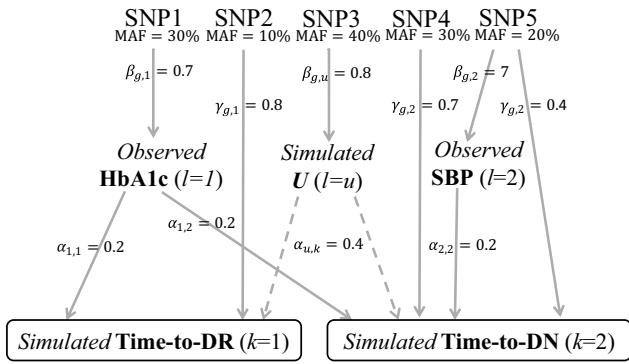 SNP1 SNP2 SNP3 SNP4 SNP5
MAF = 30% MAF = 10% MAF = 40% MAF = 30% MAF = 20%
β_{g,1} = 0.7 β_{g,u} = 0.8 β_{g,2} = 7
γ_{g,1} = 0.8 γ_{g,2} = 0.7 γ_{g,2} = 0.4
Observed Simulated Observed
HbA1c (l=1) U (l=u) SBP (l=2)
α_{1,1} = 0.2 α_{1,2} = 0.2 α_{u,k} = 0.4 α_{2,2} = 0.2
Simulated Time-to-DR (k=1) Simulated Time-to-DN (k=2)